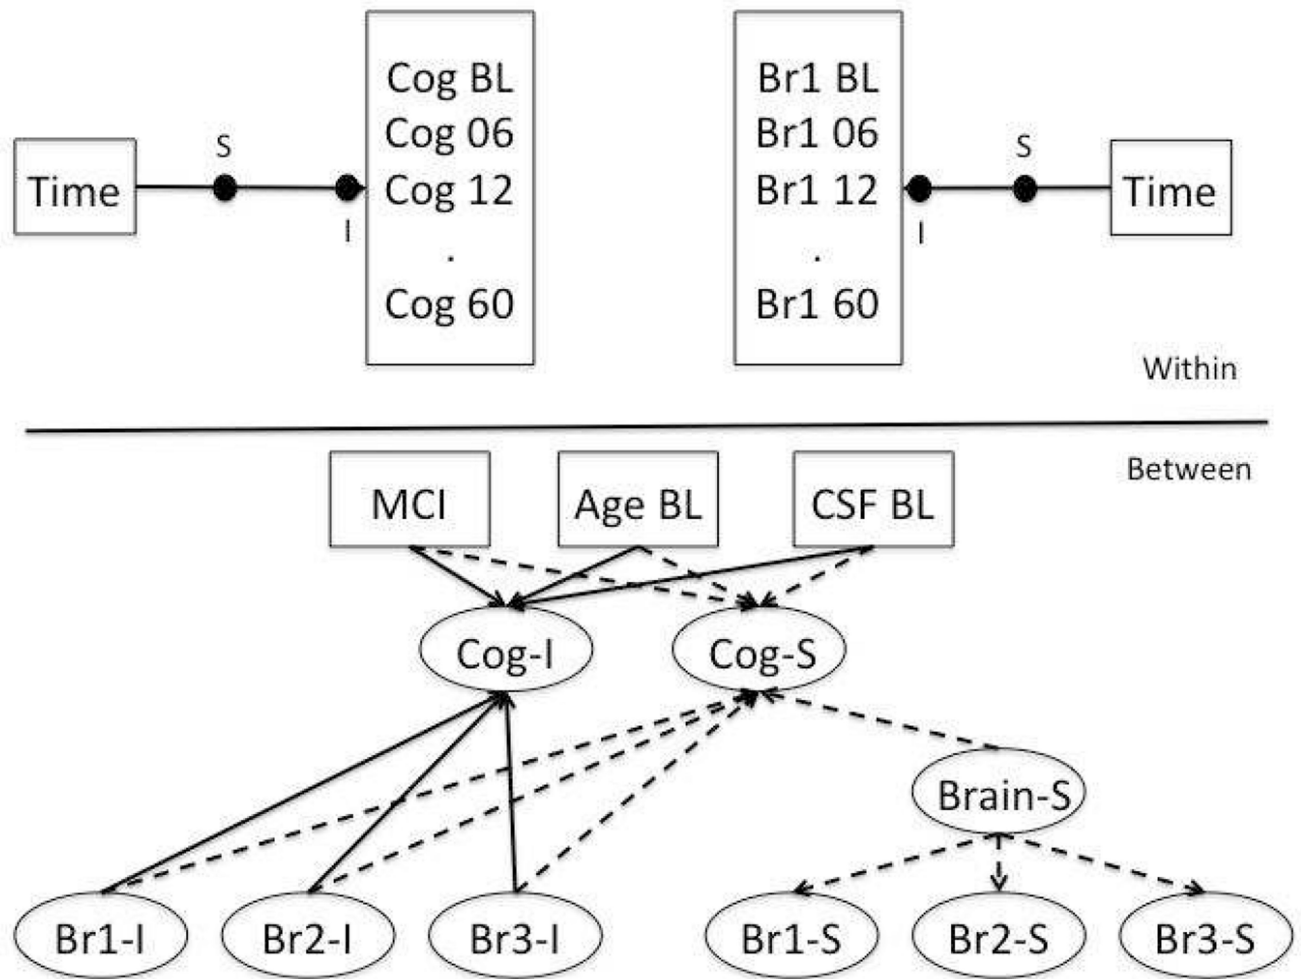 Cog BL
Cog 06
Cog 12
.
Cog 60
Br1 BL
Br1 06
Br1 12
.
Br1 60
Time
S
I
I
S
Time
Within
Between
MCI
Age BL
CSF BL
Cog-I
Cog-S
Brain-S
Br1-I
Br2-I
Br3-I
Br1-S
Br2-S
Br3-S